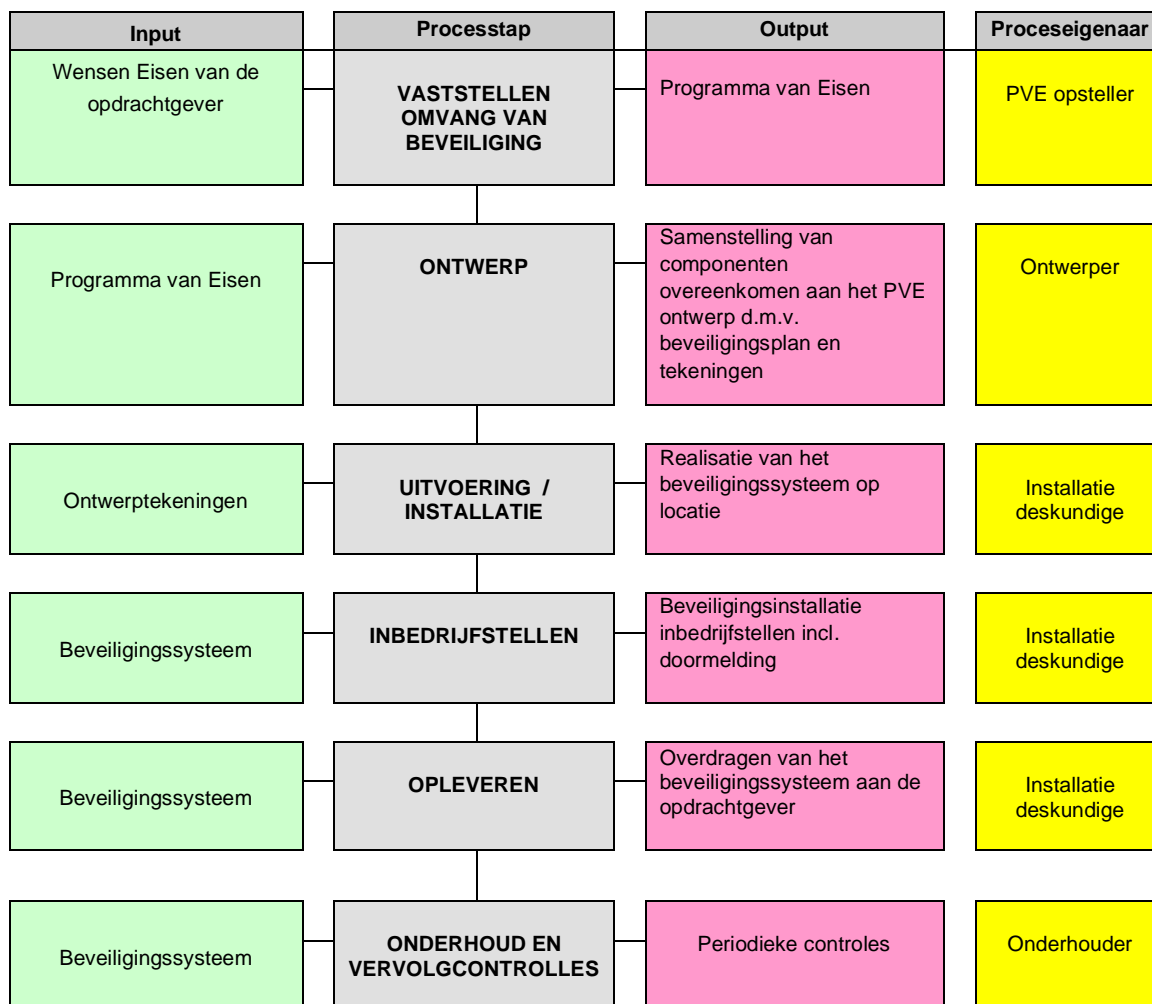 Input
Processtap
Output
Proceseigenaar
Wensen Eisen van de
opdrachtgever
VASTSTELLEN
OMVANG VAN
BEVEILIGING
Programma van Eisen
PVE opsteller
Programma van Eisen
ONTWERP
Samenstelling van
componenten
overeenkomen aan het PVE
ontwerp d.m.v.
beveiligingsplan en
tekeningen
Ontwerper
Ontwerptekeningen
UITVOERING /
INSTALLATIE
Realisatie van het
beveiligingssysteem op
locatie
Installatie
deskundige
Beveiligingssysteem
INBEDRIJFSTELLEN
Beveiligingsinstallatie
inbedrijfstellen incl.
doormelding
Installatie
deskundige
Beveiligingssysteem
OPLEVEREN
Overdragen van het
beveiligingssysteem aan de
opdrachtgever
Installatie
deskundige
Beveiligingssysteem
ONDERHOUD EN
VERVOLGCONTROLLES
Periodieke controles
Onderhouder